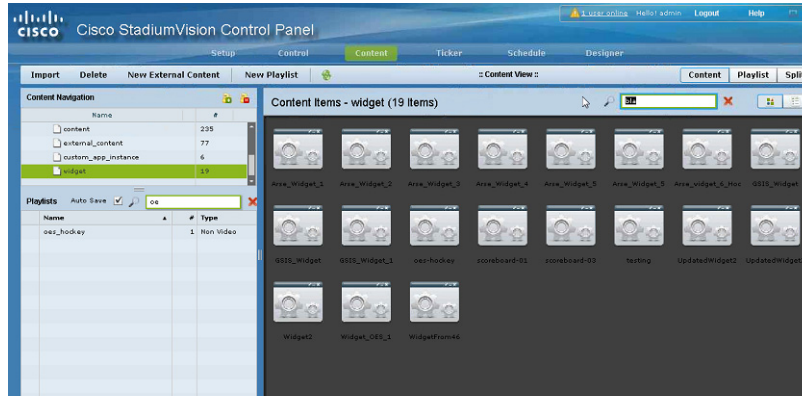 CISCO Cisco StadiumVision Control Panel
1 user online Hello! admin Logout Help
Setup Control Content Ticker Schedule Designer
Import Delete New External Content New Playlist :: Content View :: Content Playlist Split
Content Navigation
Name #
content 235
external_content 77
custom_app_instance 6
widget 19
Playlists Auto Save oe
Name # Type
oes_hockey 1 Non Video
Content Items - widget (19 Items)
Arse_Widget_1 Arse_Widget_2 Arse_Widget_3 Arse_Widget_4 Arse_Widget_5 Arse_Widget_5 Arse_widget_6_Hoc GSIS_Widget
GSIS_Widget GSIS_Widget_1 oes-hockey scoreboard-01 scoreboard-03 testing UpdatedWidget2 UpdatedWidget
Widget2 Widget_OES_1 WidgetFrom46